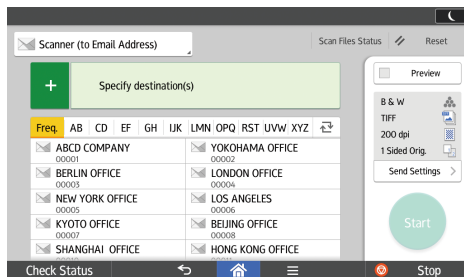 Scanner (to Email Address)
Scan Files Status
Reset
+ Specify destination(s)
Preview
B & W
TIFF
200 dpi
1 Sided Orig.
Send Settings >
Start
Freq. AB CD EF GH IJK LMN OPQ RST UVW XYZ
ABCD COMPANY
00001
YOKOHAMA OFFICE
00002
BERLIN OFFICE
00003
LONDON OFFICE
00004
NEW YORK OFFICE
00005
LOS ANGELES
00006
KYOTO OFFICE
00007
BEIJING OFFICE
00008
SHANGHAI OFFICE
HONG KONG OFFICE
Check Status
Stop